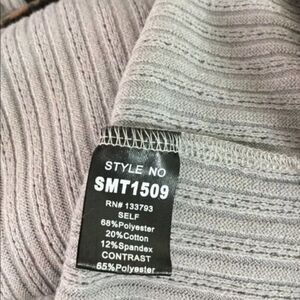 STYLE NO
SMT1509
RN# 133793
SELF
68%Polyester
20%Cotton
12%Spandex
CONTRAST
65%Polyester